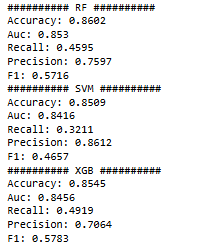 ########## RF ##########
Accuracy: 0.8602
Auc: 0.853
Recall: 0.4595
Precision: 0.7597
F1: 0.5716
########## SVM ##########
Accuracy: 0.8509
Auc: 0.8416
Recall: 0.3211
Precision: 0.8612
F1: 0.4657
########## XGB ##########
Accuracy: 0.8545
Auc: 0.8456
Recall: 0.4919
Precision: 0.7064
F1: 0.5783